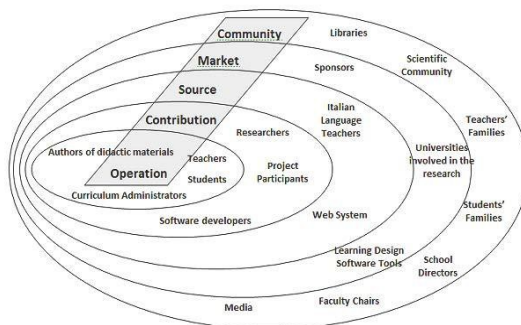 Community
Libraries
Market
Sponsors
Scientific
Community
Source
Italian
Language
Teachers
Teachers'
Families
Contribution
Researchers
Authors of didactic materials
Teachers
Operation
Students
Project
Participants
Universities
involved in the
research
Curriculum Administrators
Software developers
Web System
Students'
Families
Learning Design
Software Tools
School
Directors
Media
Faculty Chairs